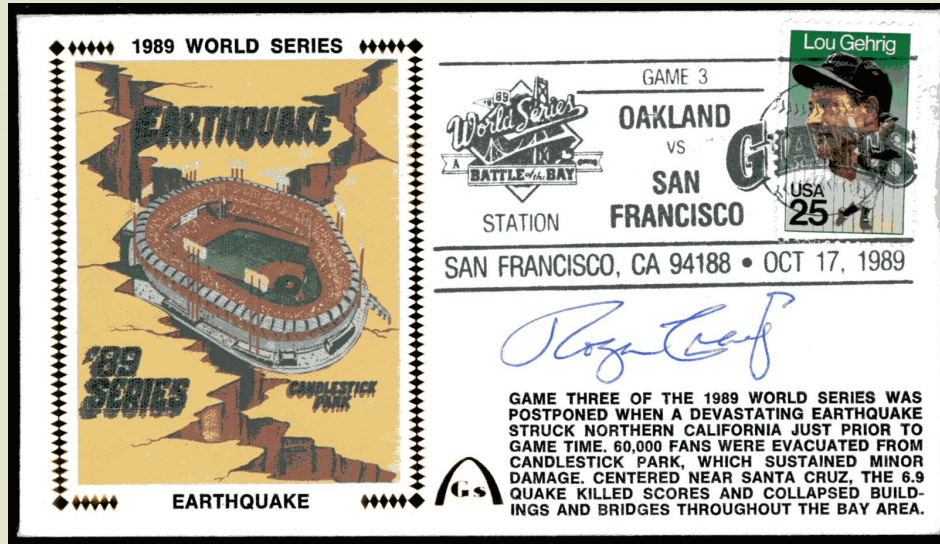 1989 WORLD SERIES
EARTHQUAKE
'89
SERIES
CANDLESTICK
PARK
EARTHQUAKE
Gs
'89
World Series
A BATTLE of the BAY
STATION
GAME 3
OAKLAND
VS
SAN
FRANCISCO
Lou Gehrig
USA
25
SAN FRANCISCO, CA 94188 • OCT 17, 1989
Roger Craig
GAME THREE OF THE 1989 WORLD SERIES WAS
POSTPONED WHEN A DEVASTATING EARTHQUAKE
STRUCK NORTHERN CALIFORNIA JUST PRIOR TO
GAME TIME. 60,000 FANS WERE EVACUATED FROM
CANDLESTICK PARK, WHICH SUSTAINED MINOR
DAMAGE. CENTERED NEAR SANTA CRUZ, THE 6.9
QUAKE KILLED SCORES AND COLLAPSED BUILD-
INGS AND BRIDGES THROUGHOUT THE BAY AREA.